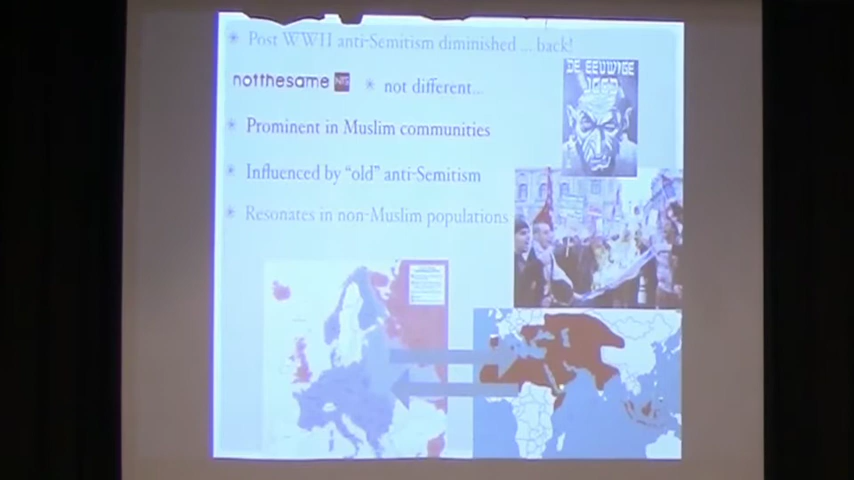 Post WWII anti-Semitism diminished ... back!
DE EEUWIGE
JOOD
notthesame
not different...
Prominent in Muslim communities
Influenced by "old" anti-Semitism
Resonates in non-Muslim populations